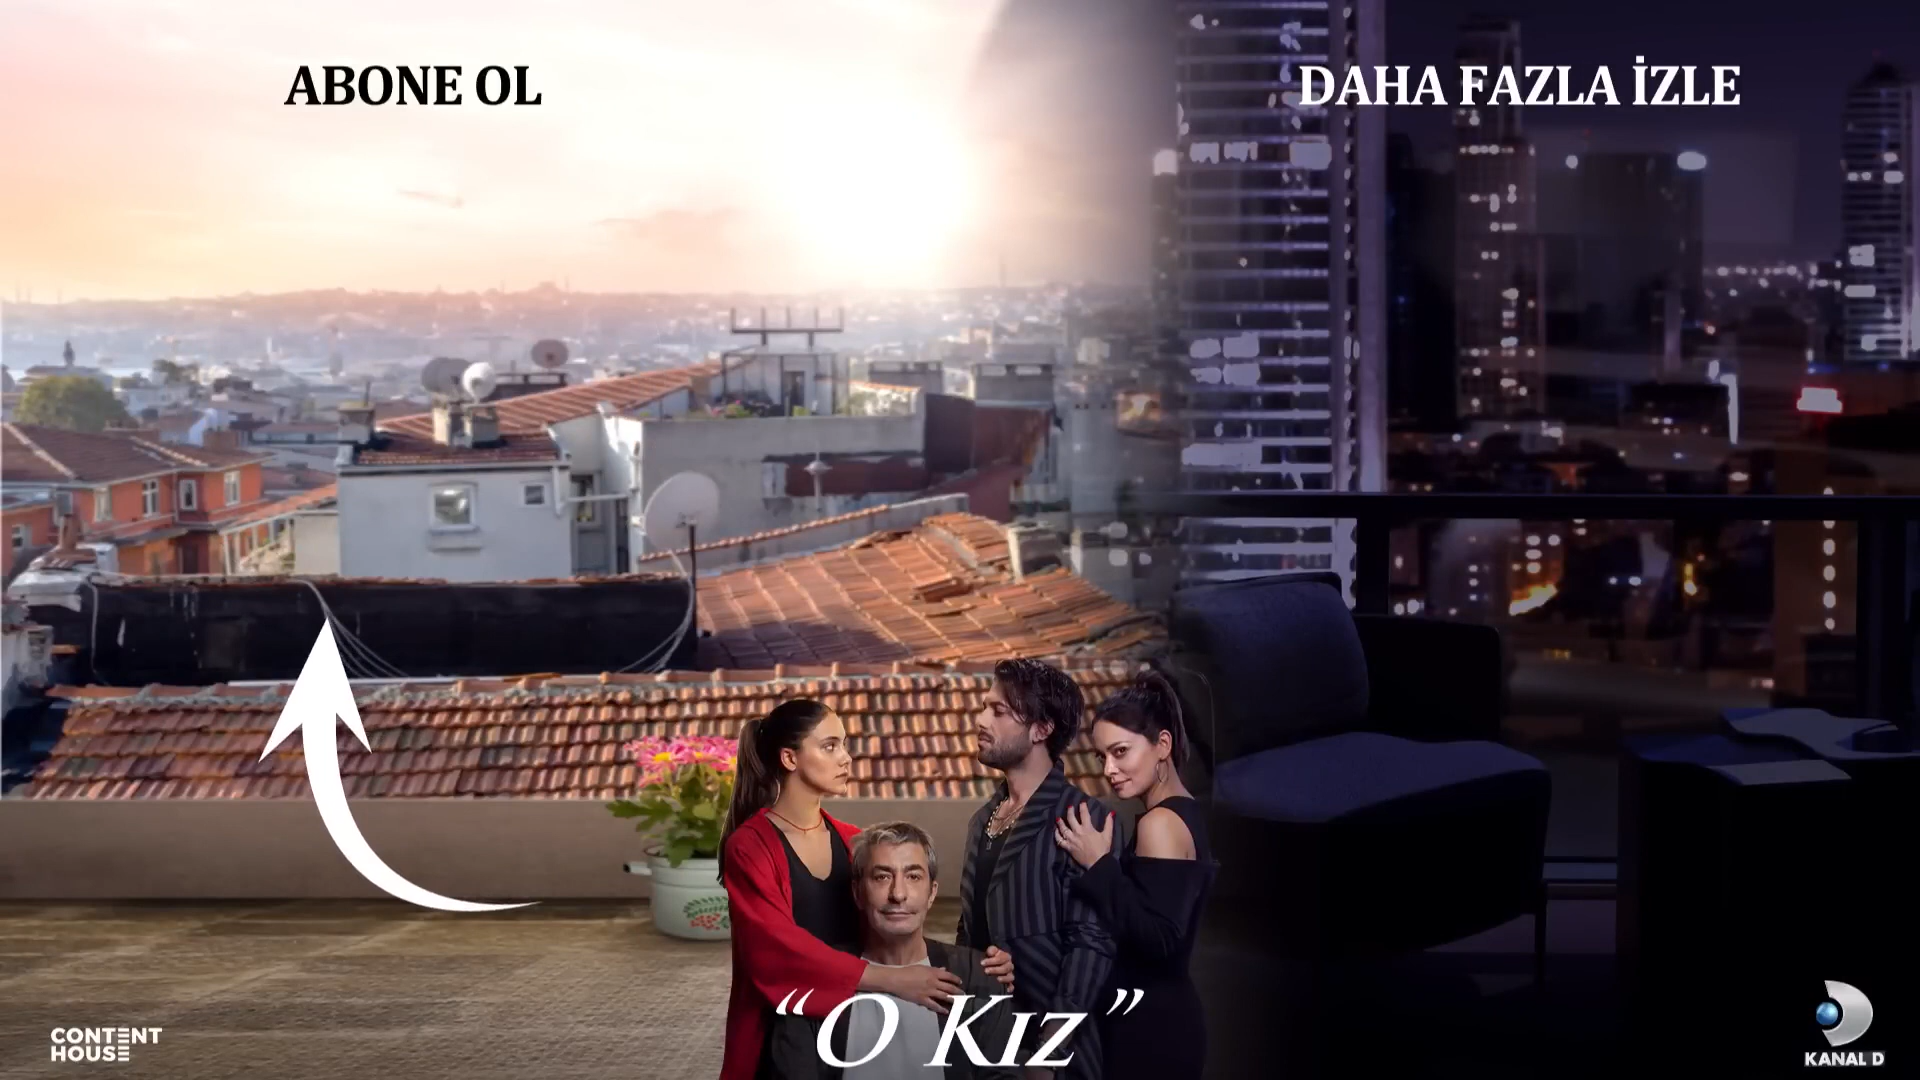 ABONE OL
DAHA FAZLA İZLE
“O Kız”
CONTENT
HOUSE
KANAL D